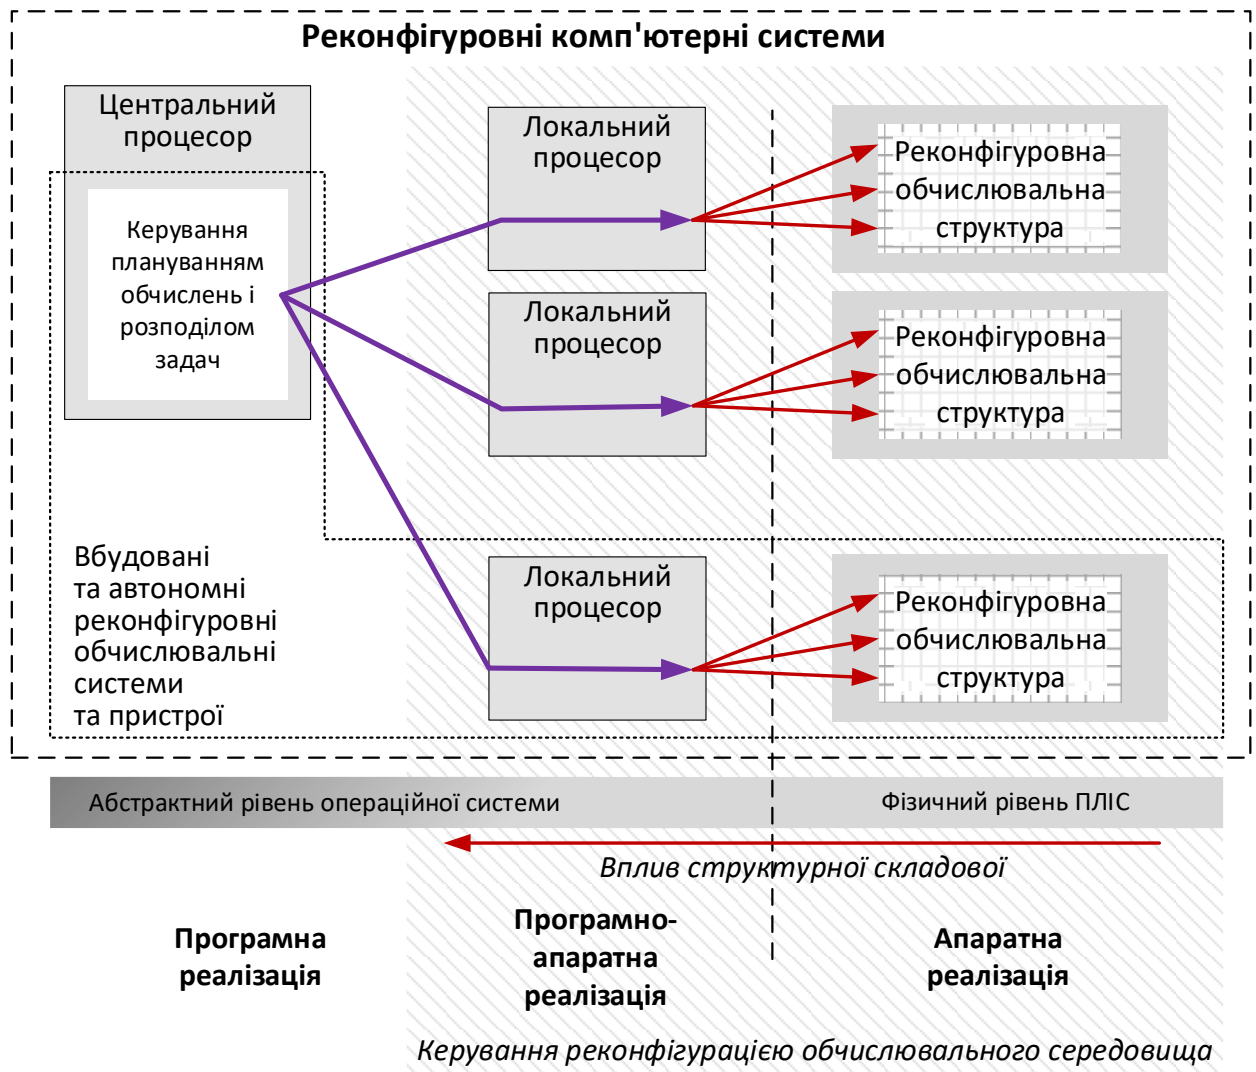 Реконфігуровні комп'ютерні системи
Центральний
процесор
Керування
плануванням
обчислень і
розподілом
задач
Локальний
процесор
Реконфігуровна
обчислювальна
структура
Локальний
процесор
Реконфігуровна
обчислювальна
структура
Вбудовані
та автономні
реконфігуровні
обчислювальні
системи
та пристрої
Локальний
процесор
Реконфігуровна
обчислювальна
структура
Абстрактний рівень операційної системи
Фізичний рівень ПЛІС
Вплив структурної складової
Програмна
реалізація
Програмно-
апаратна
реалізація
Апаратна
реалізація
Керування реконфігурацією обчислювального середовища